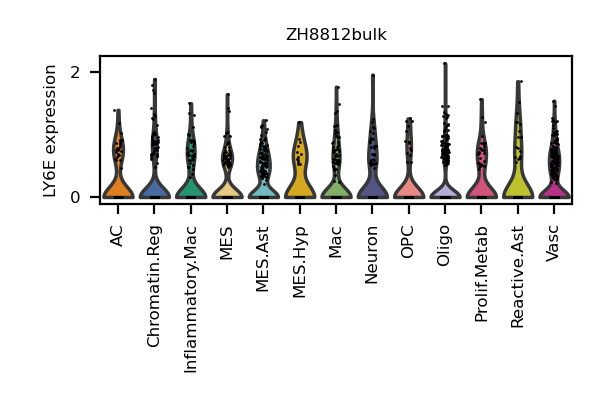 ZH8812bulk
LY6E expression
2
0
AC
Chromatin.Reg
Inflammatory.Mac
MES
MES.Ast
MES.Hyp
Mac
Neuron
OPC
Oligo
Prolif.Metab
Reactive.Ast
Vasc